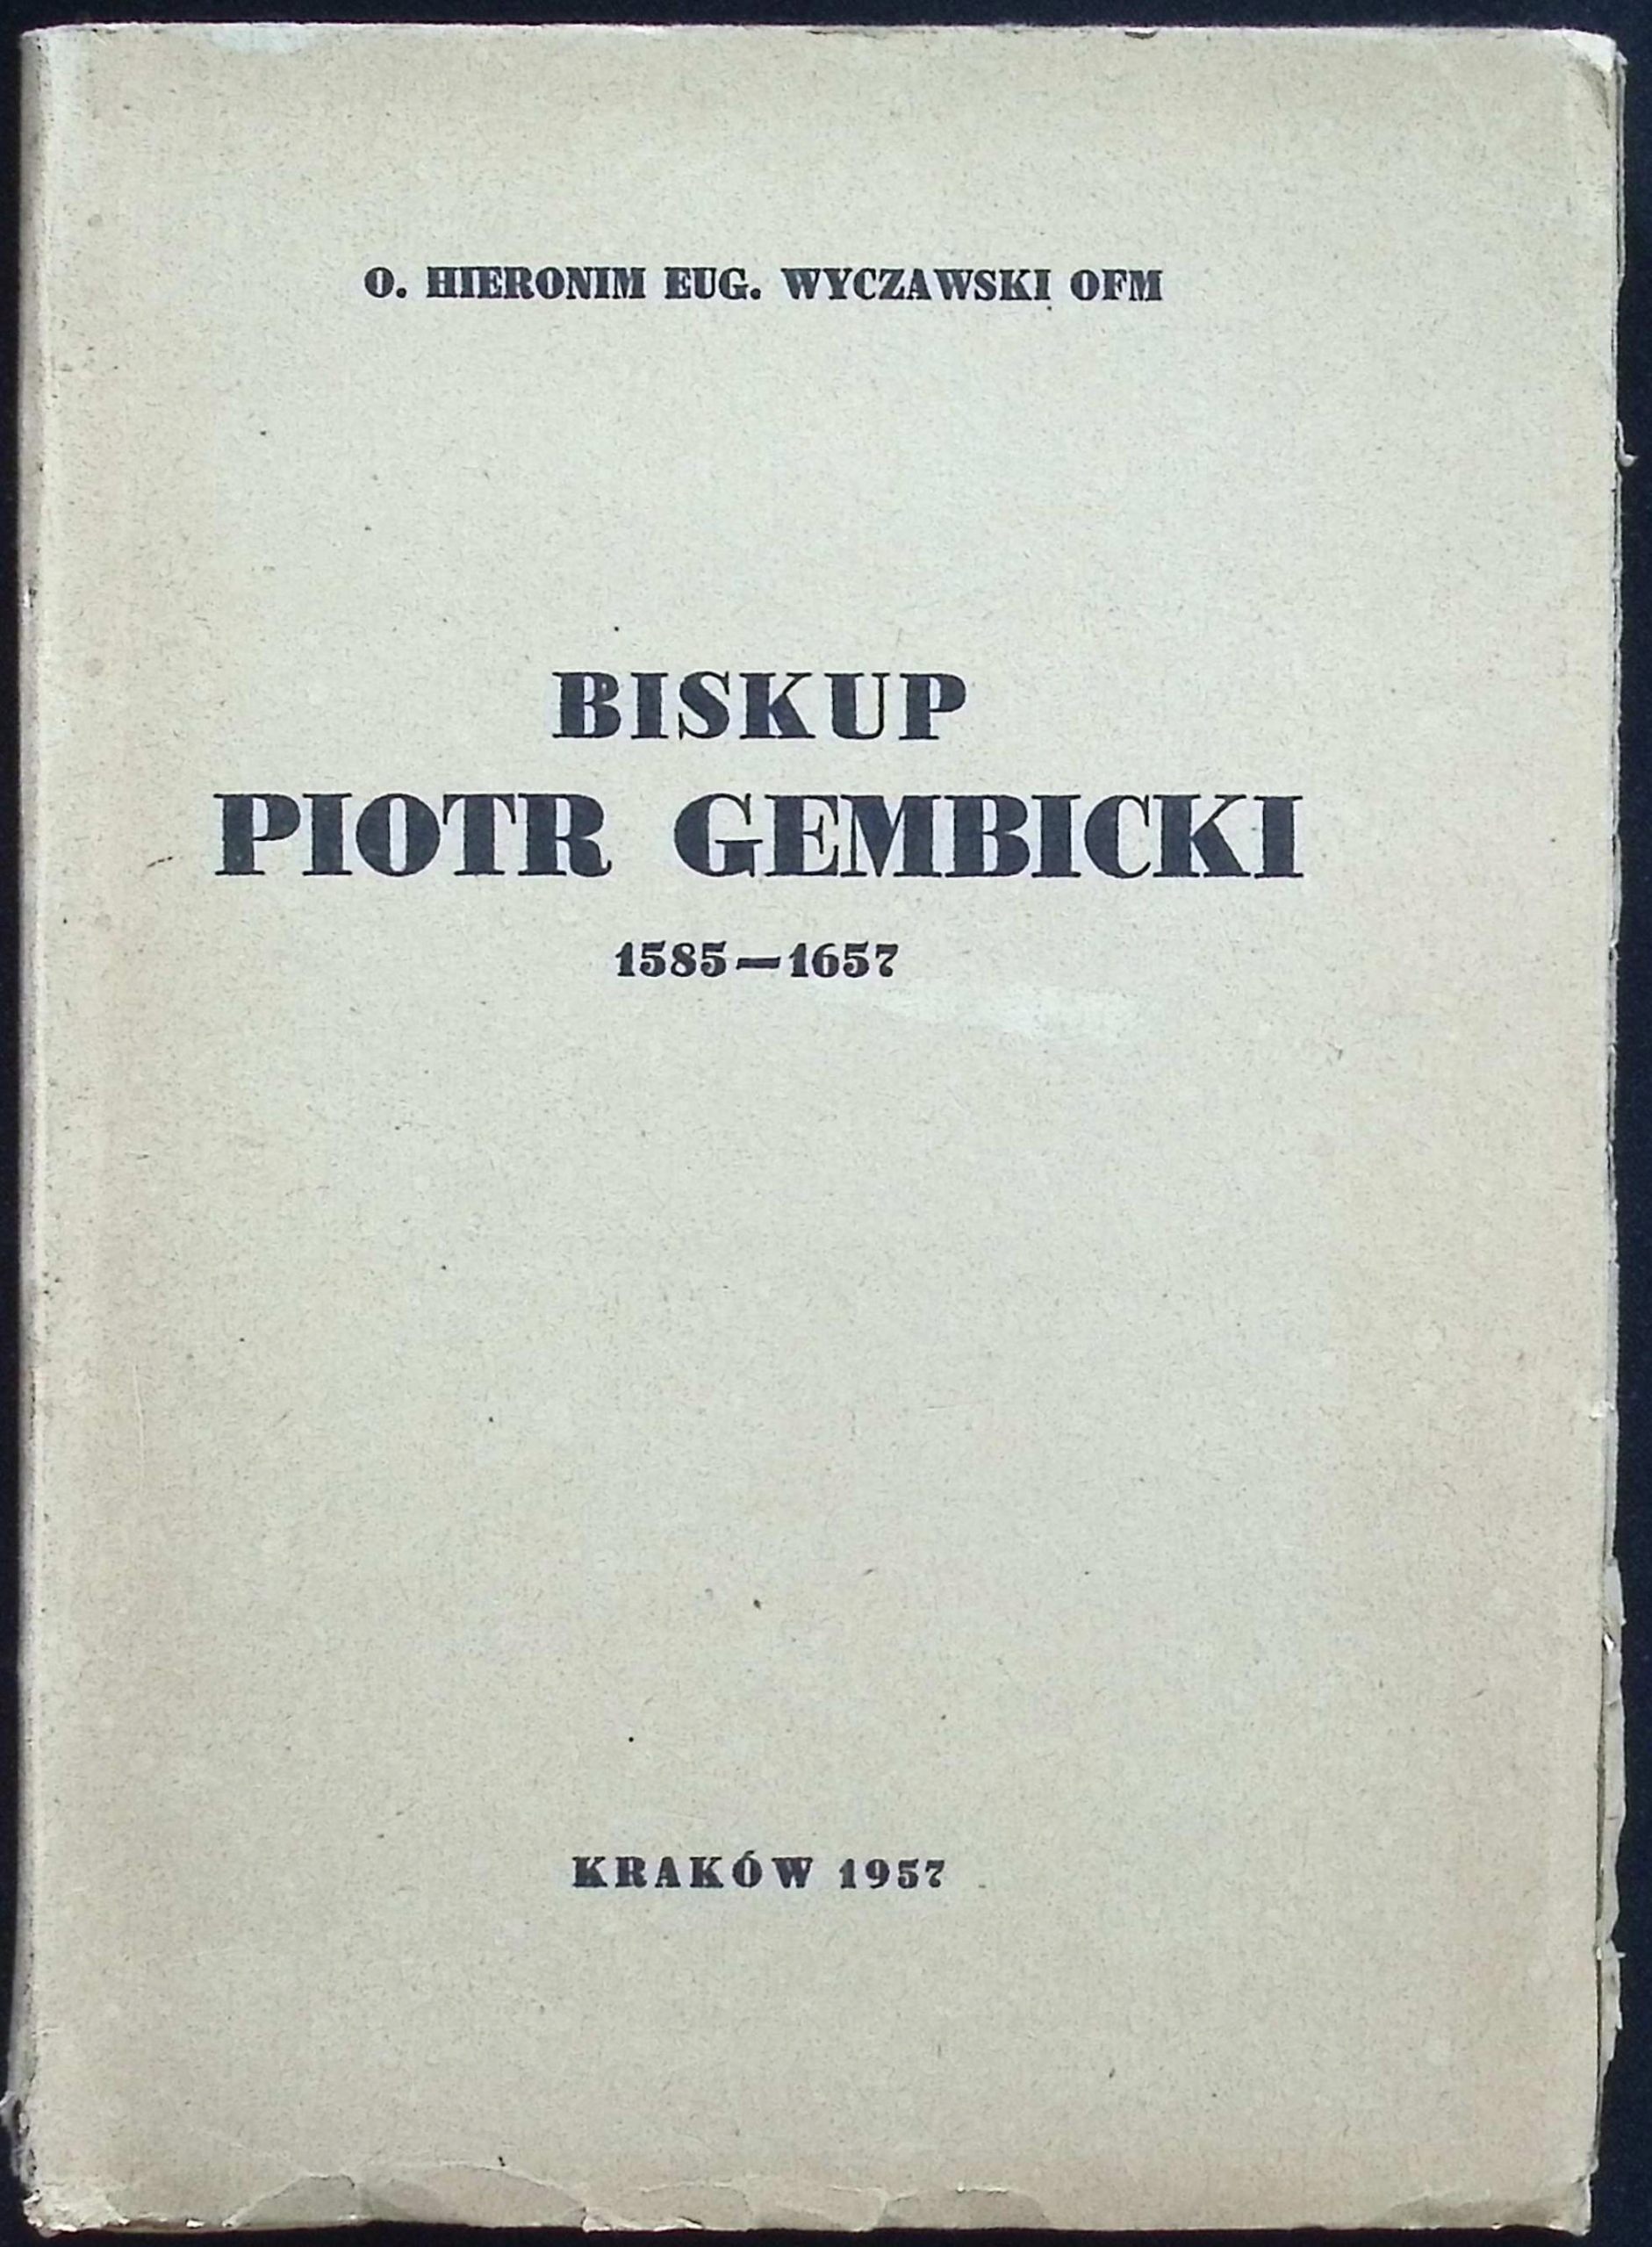 O. HIERONIM EUG. WYCZAWSKI OFM
BISKUP
PIOTR GEMBICKI
1585—1657
KRAKÓW 1957